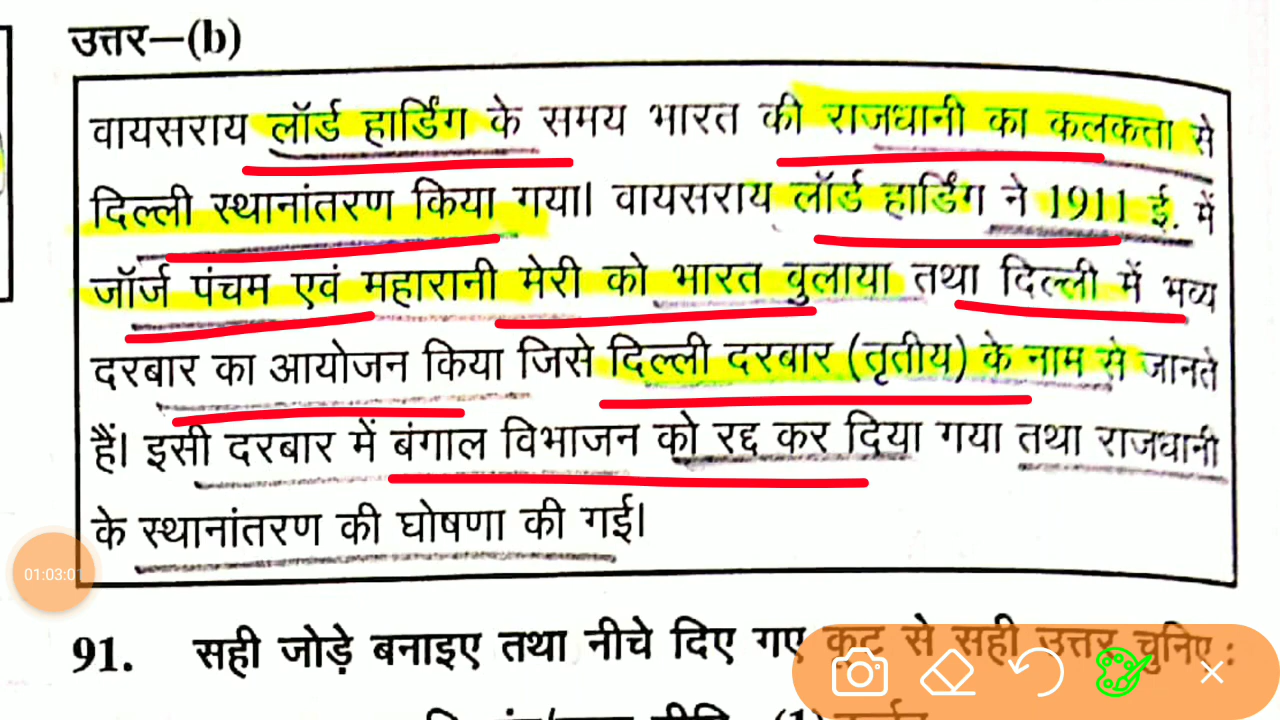 उत्तर—(b)
वायसराय लॉर्ड हार्डिंग के समय भारत की राजधानी का कलकत्ता से
दिल्ली स्थानांतरण किया गया। वायसराय लॉर्ड हार्डिंग ने 1911 ई. में
जॉर्ज पंचम एवं महारानी मेरी को भारत बुलाया तथा दिल्ली में भव्य
दरबार का आयोजन किया जिसे दिल्ली दरबार (तृतीय) के नाम से जानते
हैं। इसी दरबार में बंगाल विभाजन को रद्द कर दिया गया तथा राजधानी
के स्थानांतरण की घोषणा की गई।
01:03:01
91. सही जोड़े बनाइए तथा नीचे दिए गए कूट से सही उत्तर चुनिए :
(1)